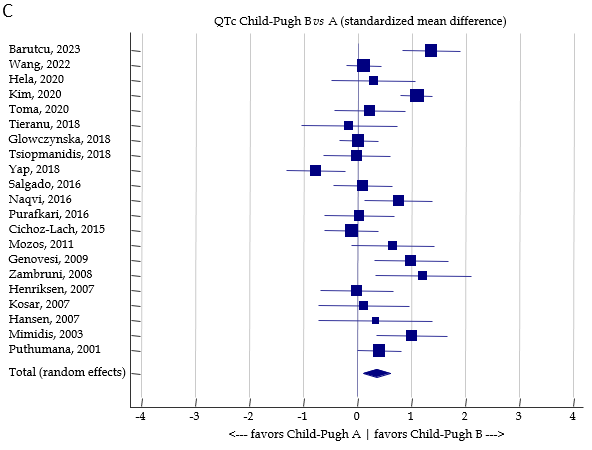 C
QTc Child-Pugh B vs A (standardized mean difference)
Barutcu, 2023
Wang, 2022
Hela, 2020
Kim, 2020
Toma, 2020
Tieranu, 2018
Glowczynska, 2018
Tsiopmanidis, 2018
Yap, 2018
Salgado, 2016
Naqvi, 2016
Purafkari, 2016
Cichoz-Lach, 2015
Mozos, 2011
Genovesi, 2009
Zambruni, 2008
Henriksen, 2007
Kosar, 2007
Hansen, 2007
Mimidis, 2003
Puthumana, 2001
Total (random effects)
-4 -3 -2 -1 0 1 2 3 4
<--- favors Child-Pugh A | favors Child-Pugh B --->